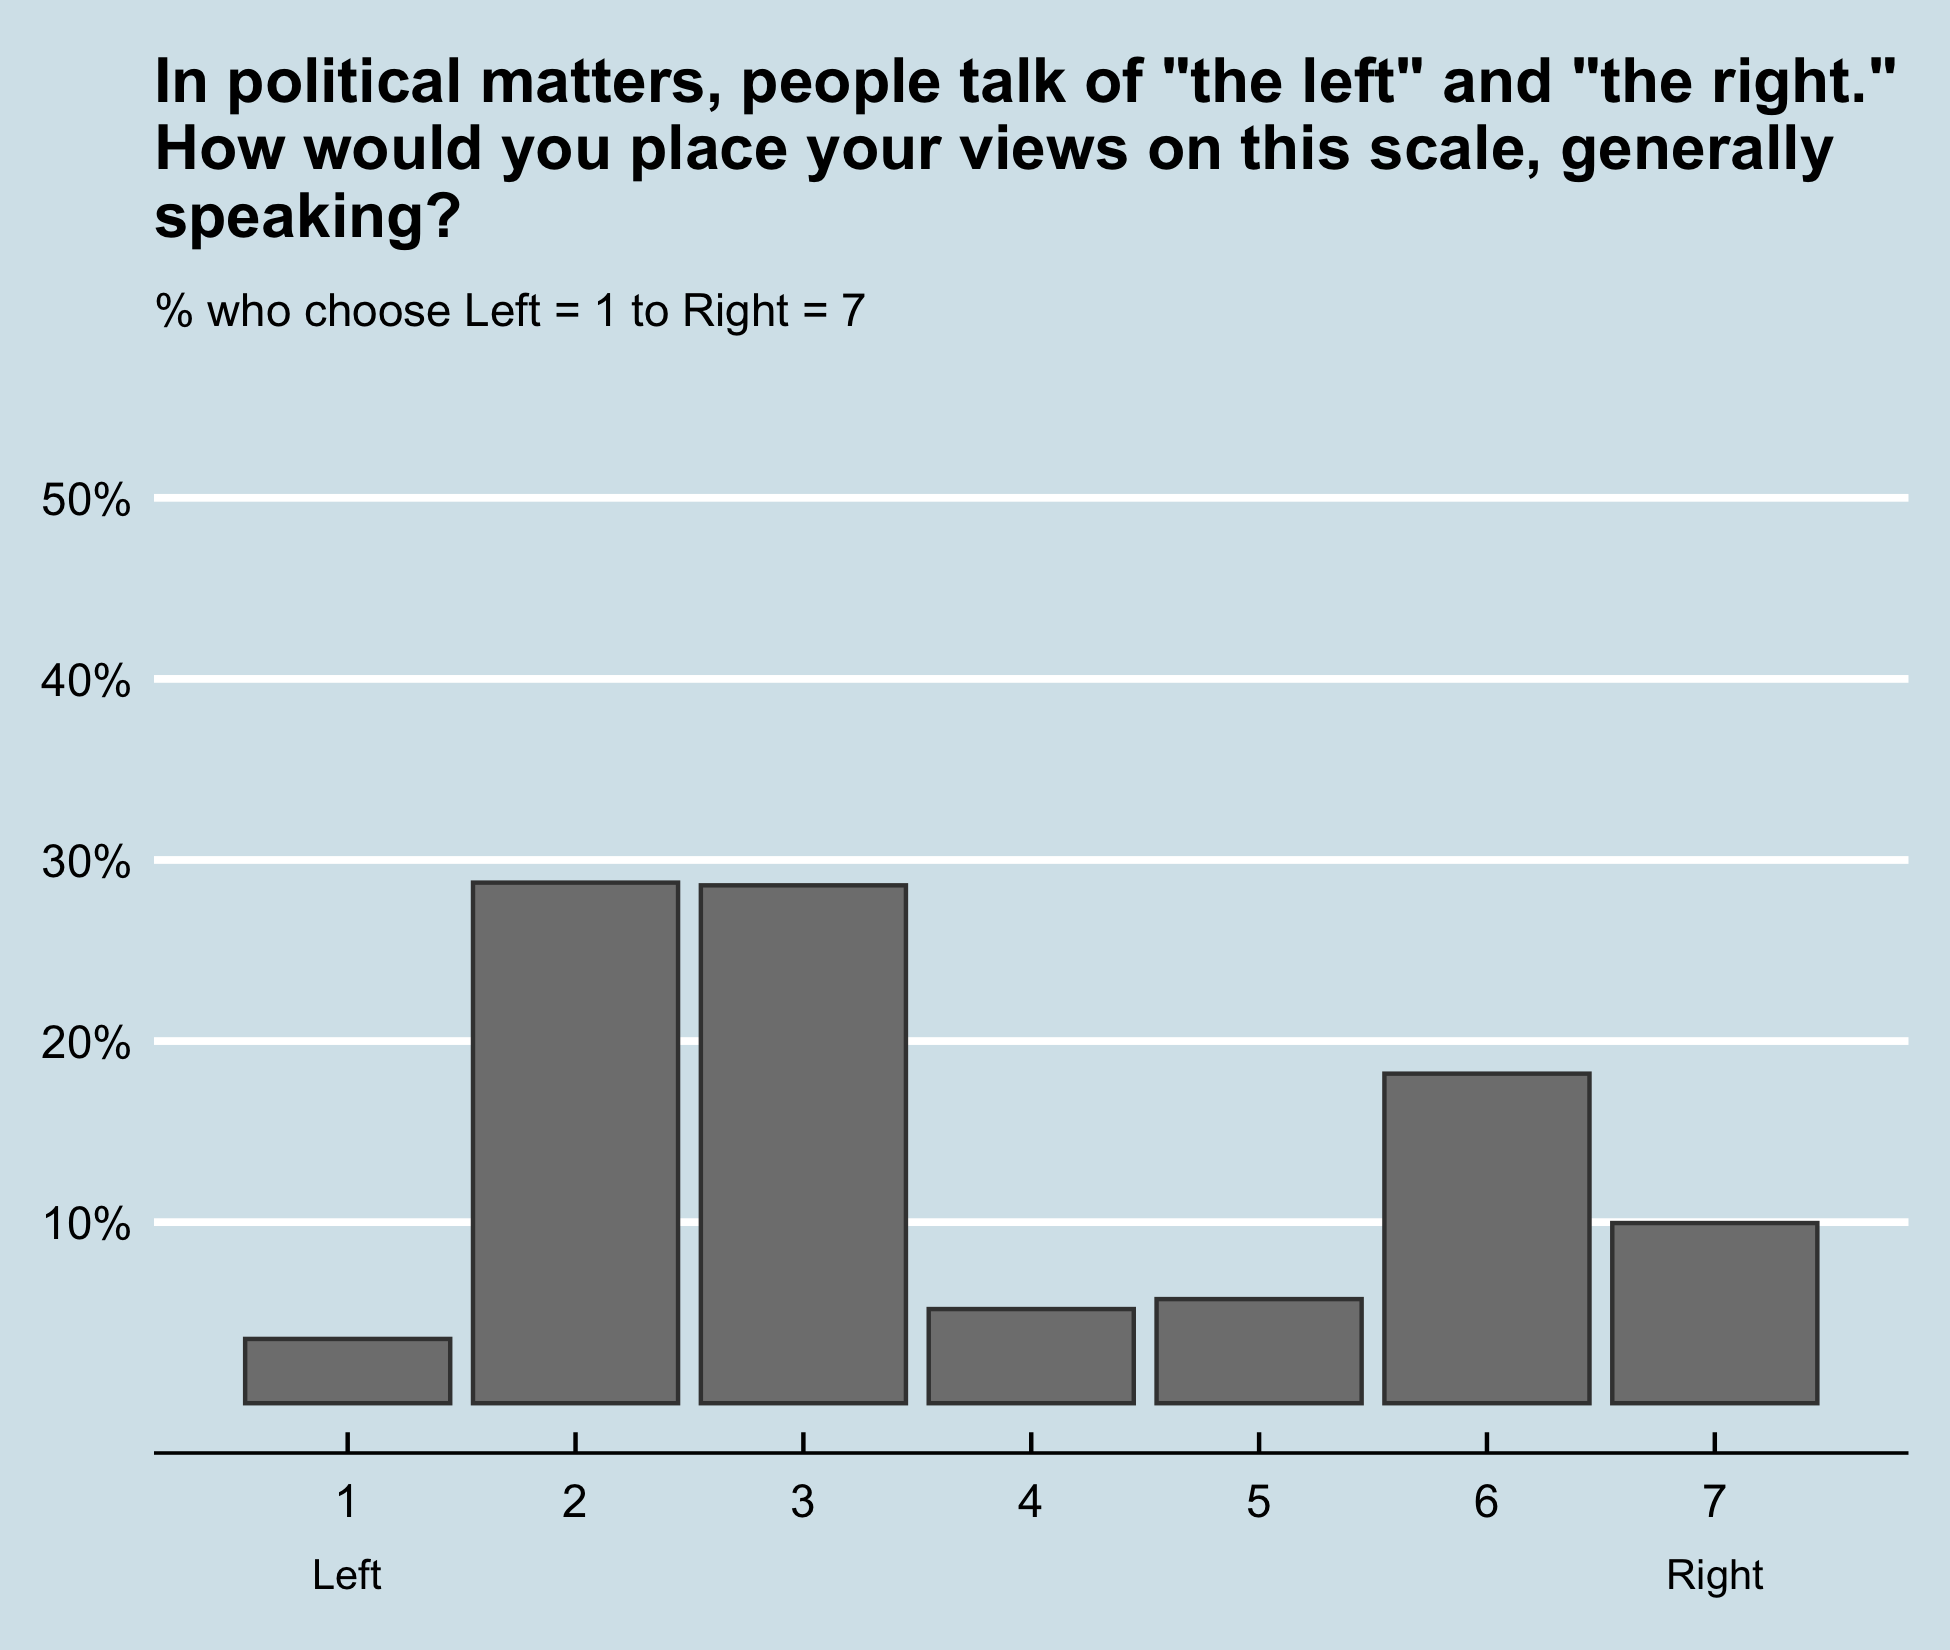 In political matters, people talk of "the left" and "the right."
How would you place your views on this scale, generally
speaking?
% who choose Left = 1 to Right = 7
50%
40%
30%
20%
10%
1 2 3 4 5 6 7
Left Right